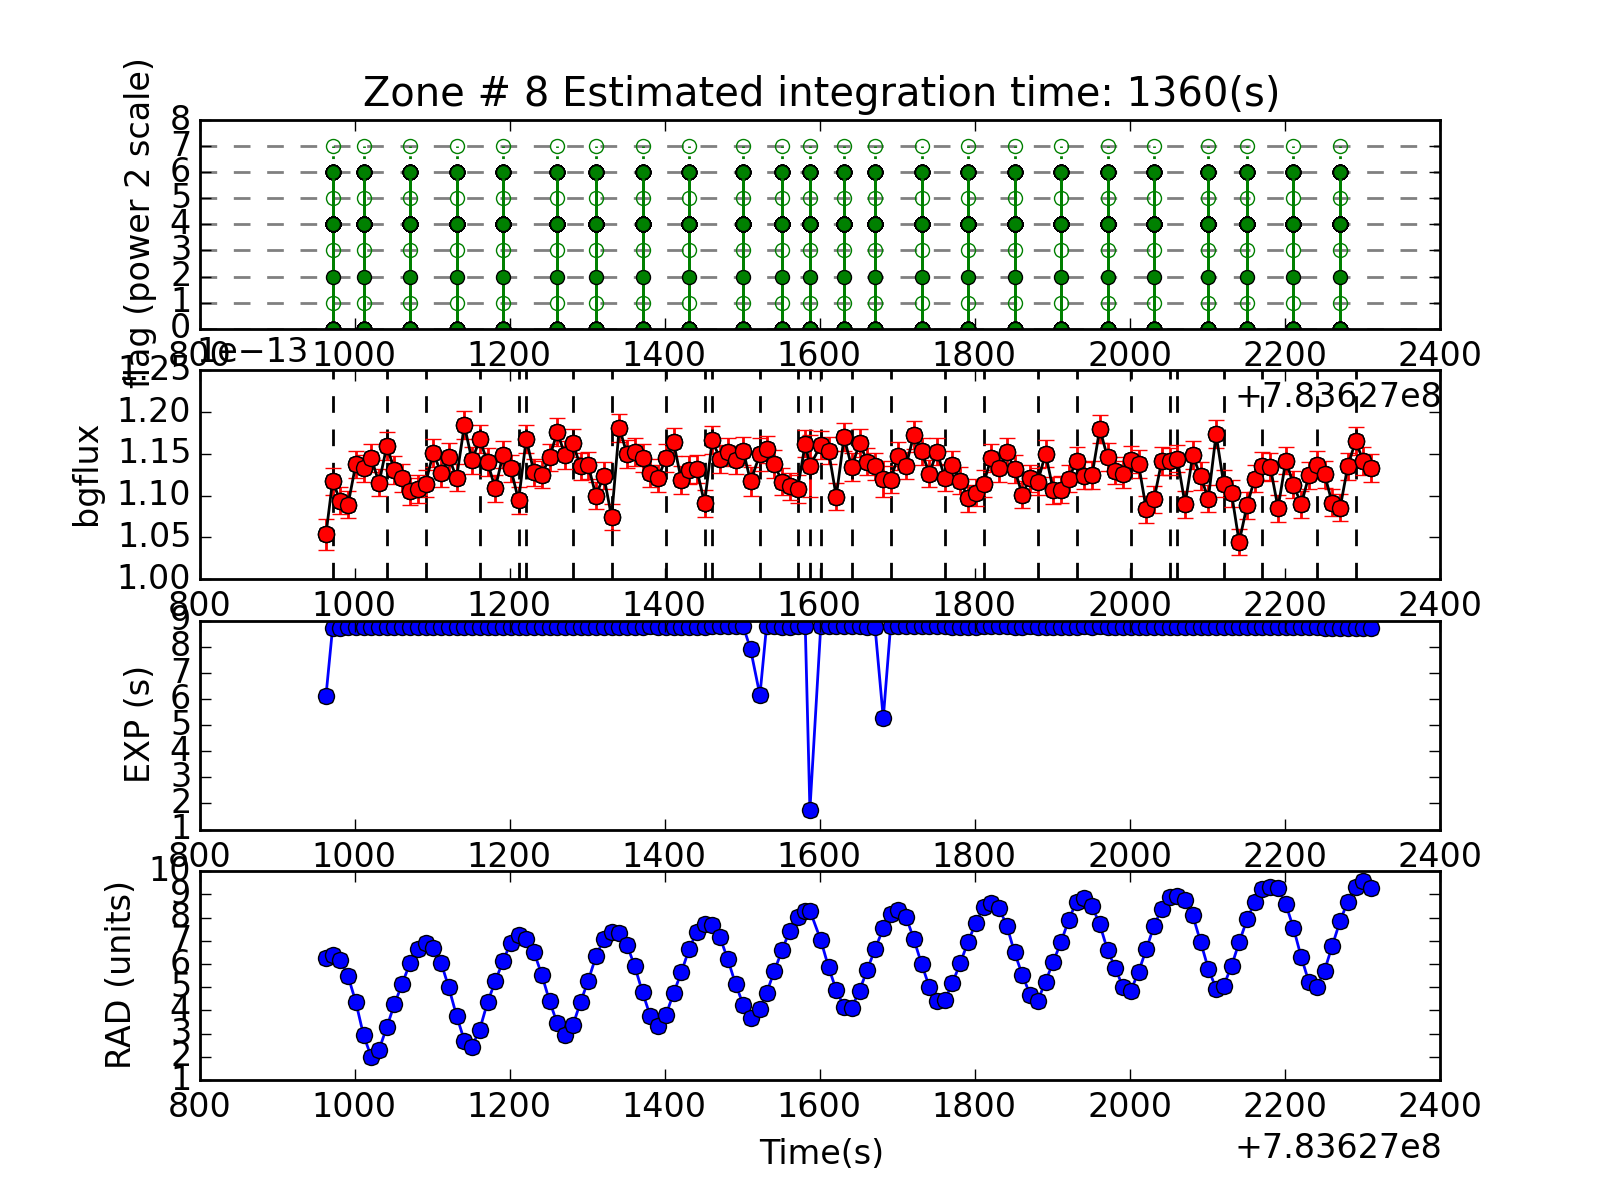 Zone # 8 Estimated integration time: 1360(s)
flag (power 2 scale)
8
7
6
5
4
3
2
1
0
800 1000 1200 1400 1600 1800 2000 2200 2400
1e−13
+7.83627e8
bgflux
1.25
1.20
1.15
1.10
1.05
1.00
800 1000 1200 1400 1600 1800 2000 2200 2400
EXP (s)
9
8
7
6
5
4
3
2
1
800 1000 1200 1400 1600 1800 2000 2200 2400
RAD (units)
10
9
8
7
6
5
4
3
2
1
800 1000 1200 1400 1600 1800 2000 2200 2400
Time(s)
+7.83627e8